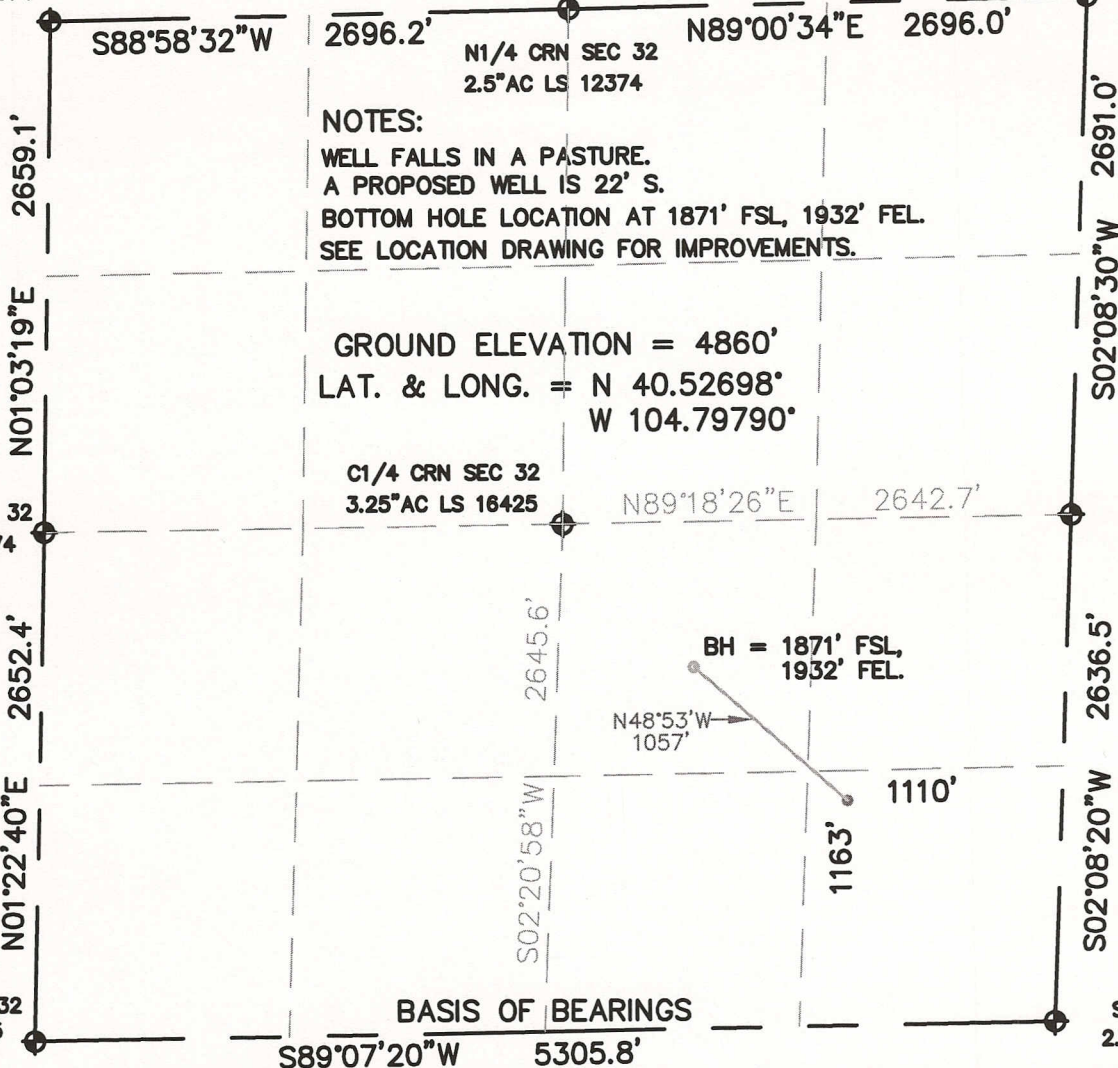 S88°58'32"W 2696.2' N89°00'34"E 2696.0'
N1/4 CRN SEC 32
2.5"AC LS 12374
2659.1'
2691.0'
NOTES:
WELL FALLS IN A PASTURE.
A PROPOSED WELL IS 22' S.
BOTTOM HOLE LOCATION AT 1871' FSL, 1932' FEL.
SEE LOCATION DRAWING FOR IMPROVEMENTS.
N01°03'19"E
S02°08'30"W
GROUND ELEVATION = 4860'
LAT. & LONG. = N 40.52698°
W 104.79790°
C1/4 CRN SEC 32
3.25"AC LS 16425
N89°18'26"E 2642.7'
32
2652.4'
2645.6'
BH = 1871' FSL,
1932' FEL.
2636.5'
N48°53'W
1057'
N01°22'40"E
S02°20'58"W
1110'
1163'
S02°08'20"W
32
BASIS OF BEARINGS
S
2.
S89°07'20"W 5305.8'